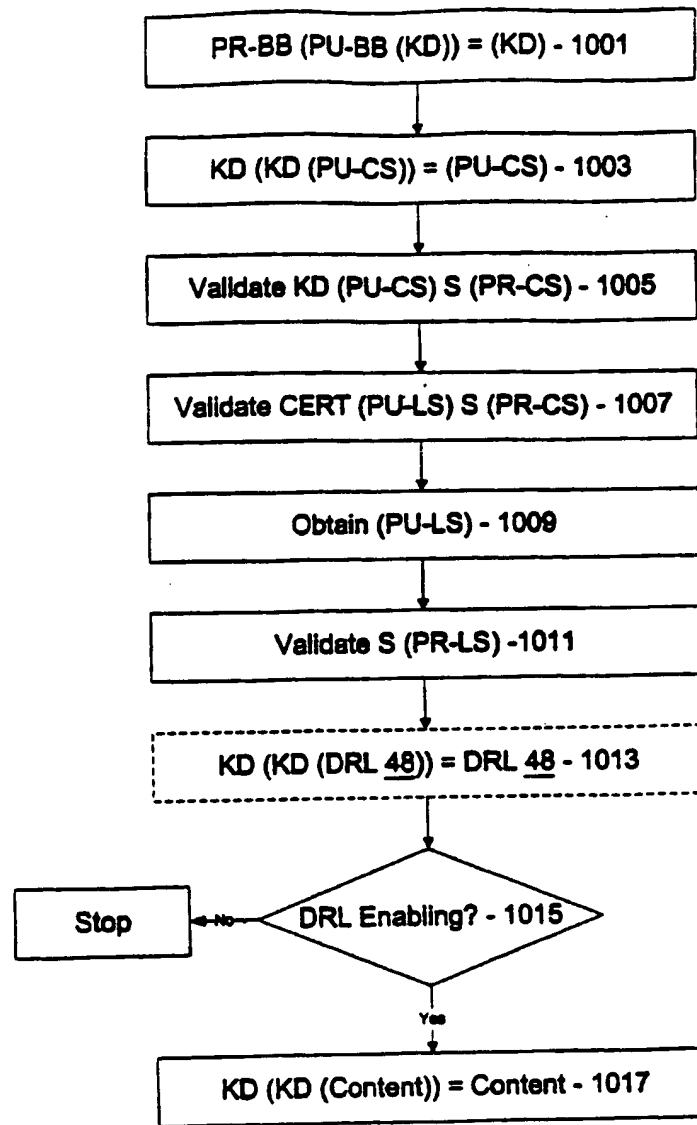 PR-BB (PU-BB (KD)) = (KD) - 1001
KD (KD (PU-CS)) = (PU-CS) - 1003
Validate KD (PU-CS) S (PR-CS) - 1005
Validate CERT (PU-LS) S (PR-CS) - 1007
Obtain (PU-LS) - 1009
Validate S (PR-LS) -1011
KD (KD (DRL 48)) = DRL 48 - 1013
DRL Enabling? - 1015
No
Stop
Yes
KD (KD (Content)) = Content - 1017